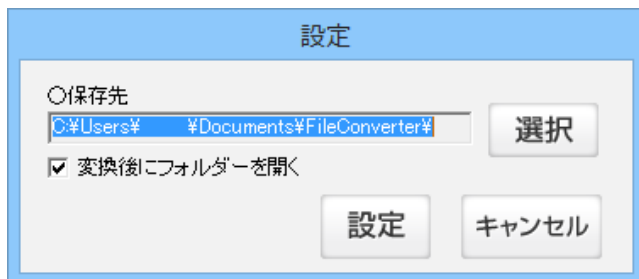 設定
○保存先
C:¥Users¥ ¥Documents¥FileConverter¥
選択
変換後にフォルダーを開く
設定 キャンセル